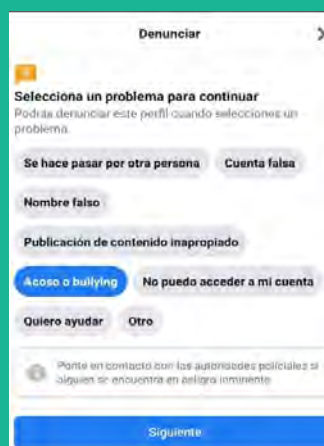 Denunciar
Selecciona un problema para continuar
Podrás denunciar este perfil cuando selecciones un
problema.
Se hace pasar por otra persona Cuenta falsa
Nombre falso
Publicación de contenido inapropiado
Acoso o bullying No puedo acceder a mi cuenta
Quiero ayudar Otro
Ponte en contacto con las autoridades policiales si
alguien se encuentra en peligro inminente.
Siguiente